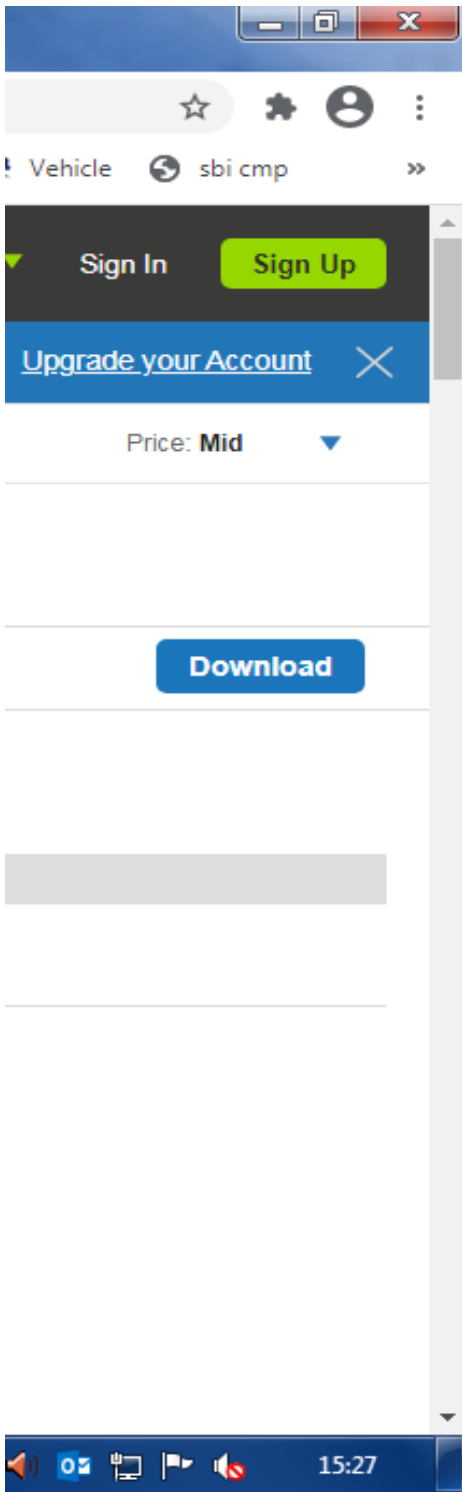 Vehicle sbi cmp »
Sign In Sign Up
Upgrade your Account
Price: Mid
Download
15:27